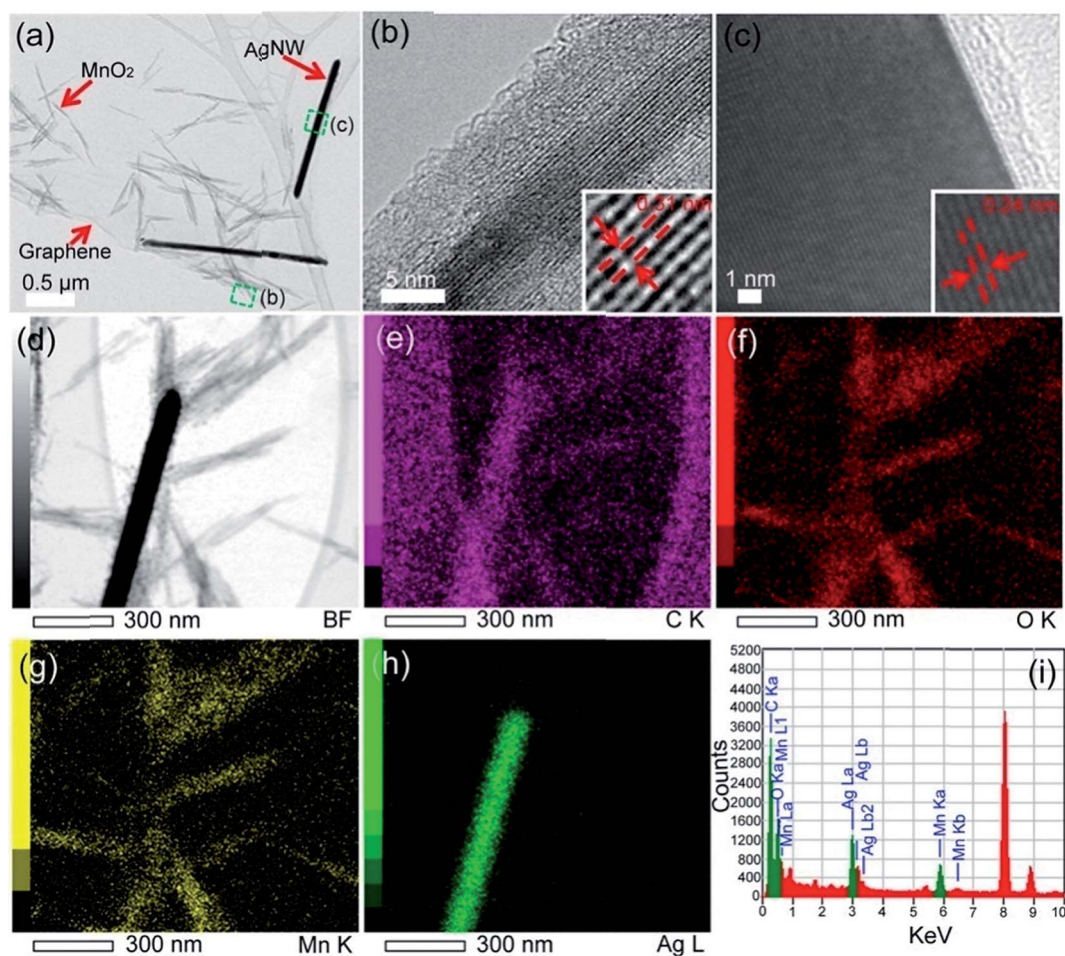 (a)
AgNW
MnO2
(c)
Graphene
0.5 µm
(b)
(b)
0.31 nm
5 nm
(c)
0.24 nm
1 nm
(d)
300 nm BF
(e)
300 nm C K
(f)
300 nm O K
(g)
300 nm Mn K
(h)
300 nm Ag L
(i)
Counts
5200
4800
4400
4000
3600
3200
2800
2400
2000
1600
1200
800
400
0
C Ka
Mn L1
O Ka
Mn La
Ag La
Ag Lb
Ag Lb2
Mn Ka
Mn Kb
0 1 2 3 4 5 6 7 8 9 10
KeV